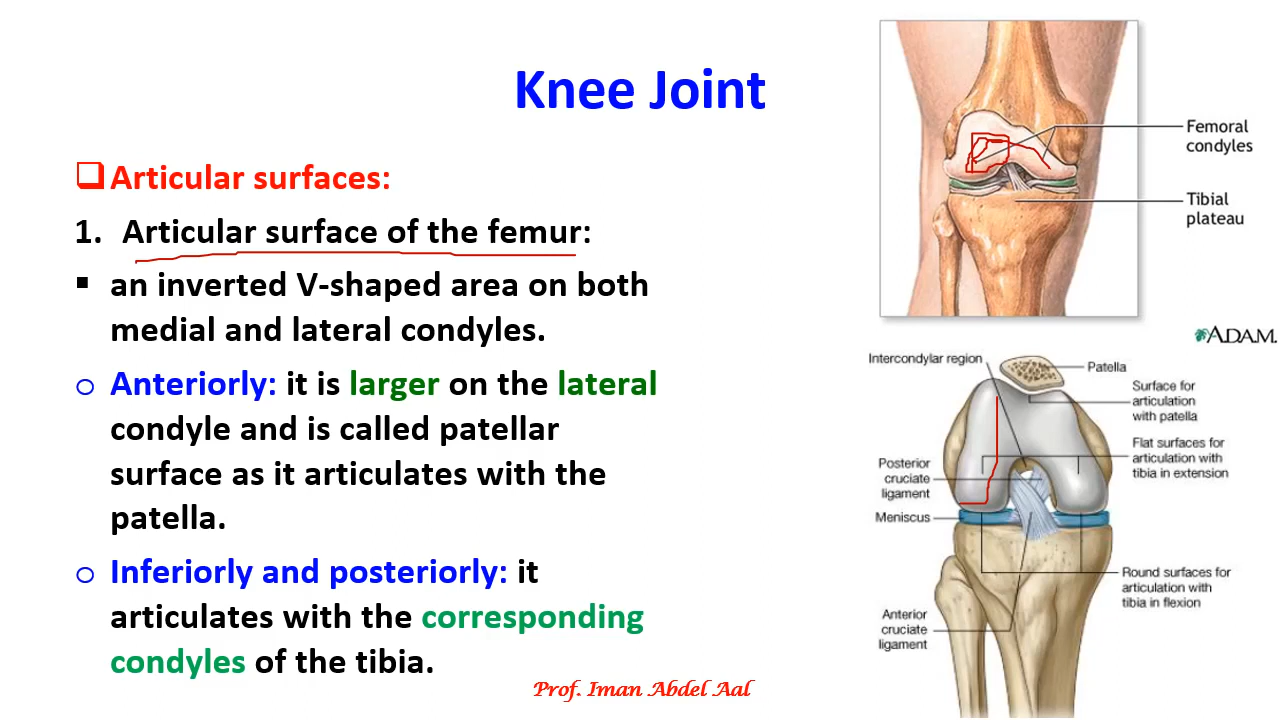 Knee Joint
Articular surfaces:
1. Articular surface of the femur:
an inverted V-shaped area on both
medial and lateral condyles.
Anteriorly: it is larger on the lateral
condyle and is called patellar
surface as it articulates with the
patella.
Inferiorly and posteriorly: it
articulates with the corresponding
condyles of the tibia.
Prof. Iman Abdel Aal
Femoral
condyles
Tibial
plateau
ADAM.
Intercondylar region
Patella
Surface for
articulation
with patella
Flat surfaces for
articulation with
tibia in extension
Posterior
cruciate
ligament
Meniscus
Round surfaces for
articulation with
tibia in flexion
Anterior
cruciate
ligament